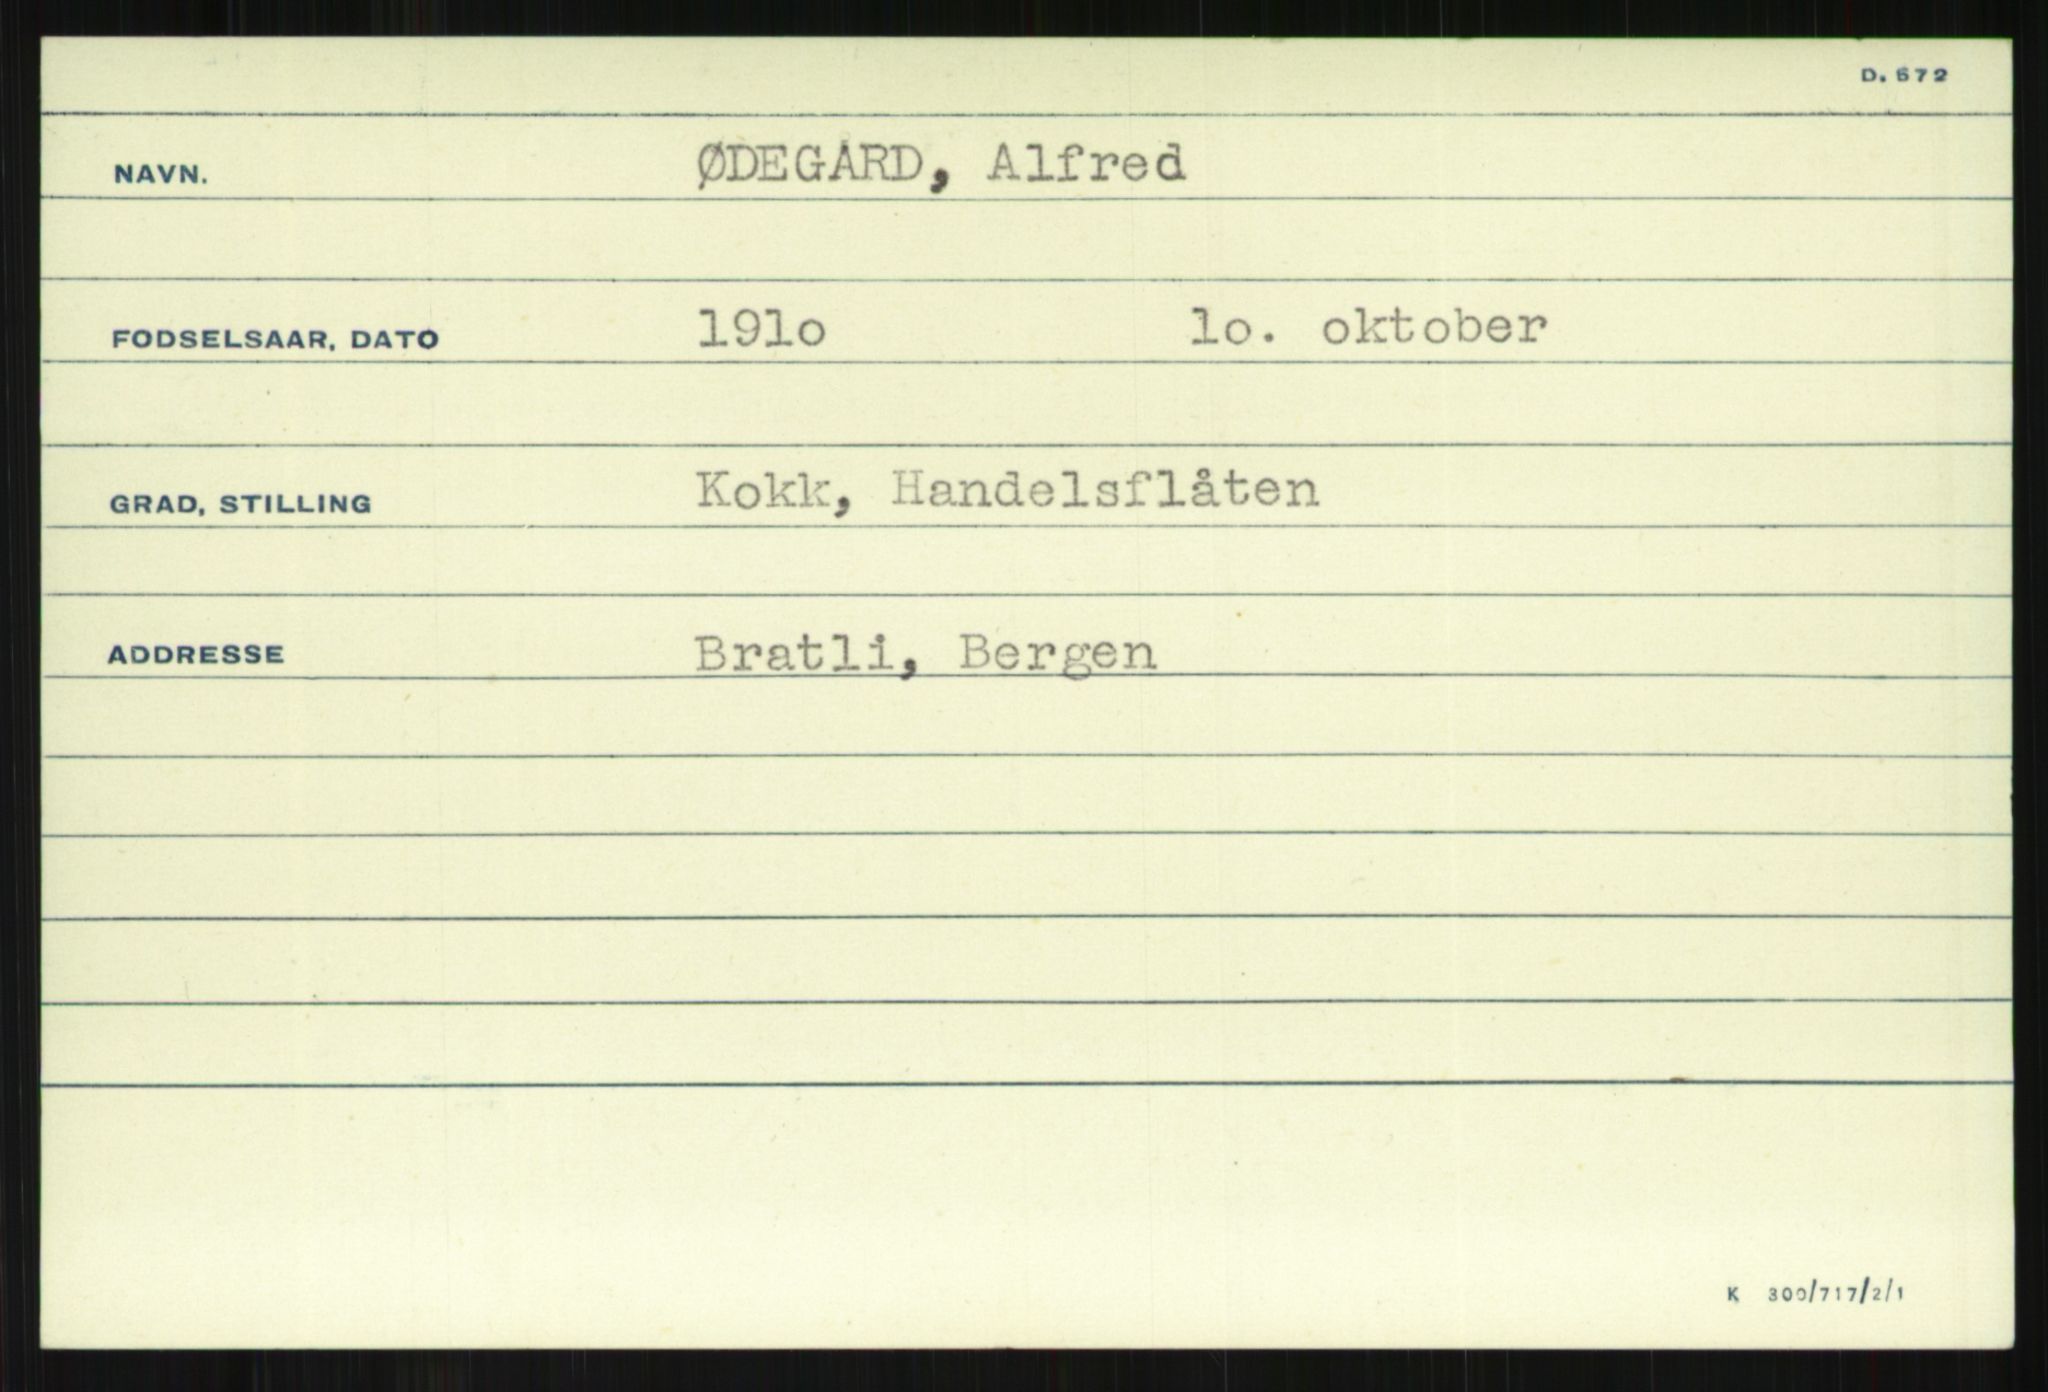 D. 572
NAVN. ØDEGÅRD, Alfred
FODSELSAAR, DATO 191o 1o. oktober
GRAD, STILLING Kokk, Handelsflåten
ADDRESSE Bratli, Bergen
K 300/717/2/1